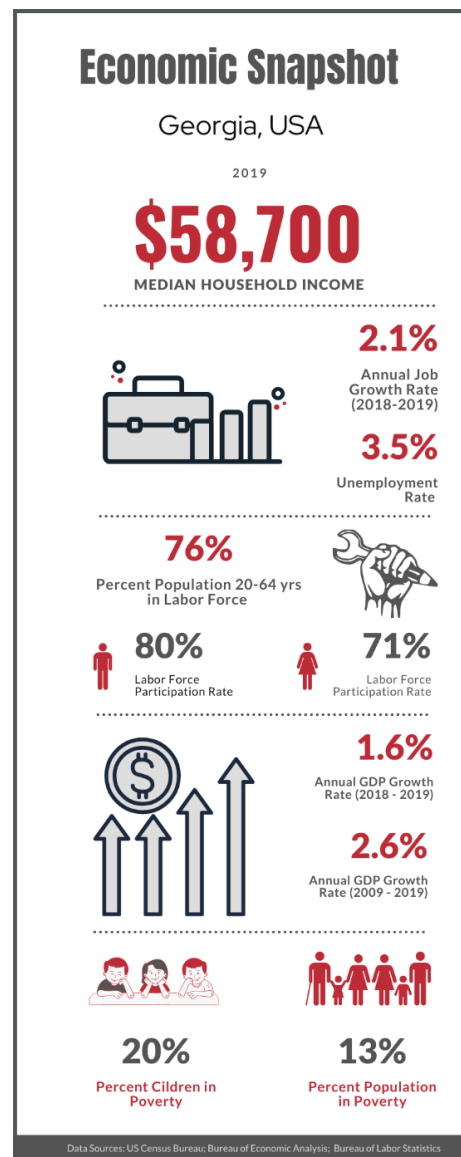 Economic Snapshot
Georgia, USA
2019
$58,700
MEDIAN HOUSEHOLD INCOME
2.1%
Annual Job
Growth Rate
(2018-2019)
3.5%
Unemployment
Rate
76%
Percent Population 20-64 yrs
in Labor Force
80%
Labor Force
Participation Rate
71%
Labor Force
Participation Rate
$
1.6%
Annual GDP Growth
Rate (2018 - 2019)
2.6%
Annual GDP Growth
Rate (2009 - 2019)
20%
Percent Cildren in
Poverty
13%
Percent Population
in Poverty
Data Sources: US Census Bureau; Bureau of Economic Analysis; Bureau of Labor Statistics